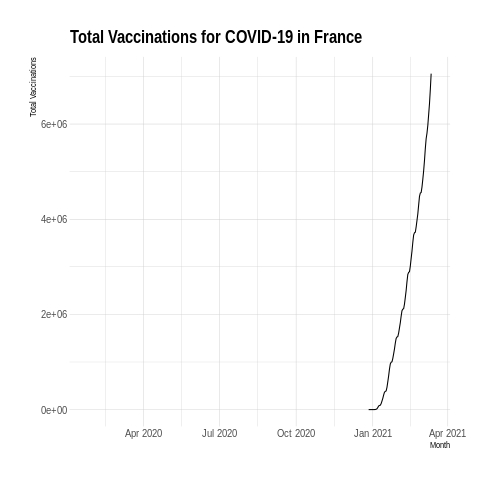 Total Vaccinations for COVID-19 in France
Total Vaccinations
6e+06
4e+06
2e+06
0e+00
Apr 2020 Jul 2020 Oct 2020 Jan 2021 Apr 2021
Month